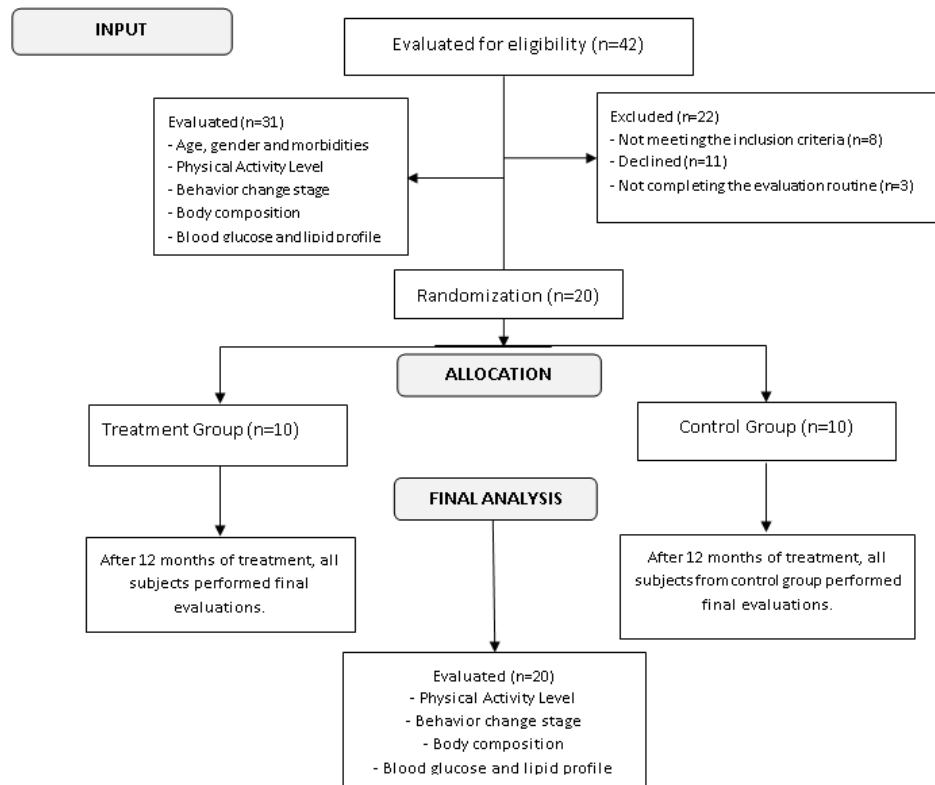 INPUT
Evaluated for eligibility (n=42)
Evaluated (n=31)
- Age, gender and morbidities
- Physical Activity Level
- Behavior change stage
- Body composition
- Blood glucose and lipid profile
Excluded (n=22)
- Not meeting the inclusion criteria (n=8)
- Declined (n=11)
- Not completing the evaluation routine (n=3)
Randomization (n=20)
ALLOCATION
Treatment Group (n=10)
Control Group (n=10)
FINAL ANALYSIS
After 12 months of treatment, all
subjects performed final
evaluations.
After 12 months of treatment, all
subjects from control group performed
final evaluations.
Evaluated (n=20)
- Physical Activity Level
- Behavior change stage
- Body composition
- Blood glucose and lipid profile